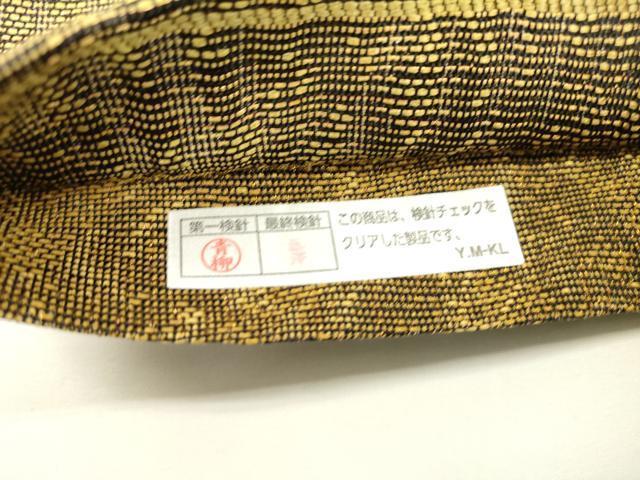 第一検針 最終検針
青柳
この商品は、検針チェックを
クリアした製品です。
Y.M-KL